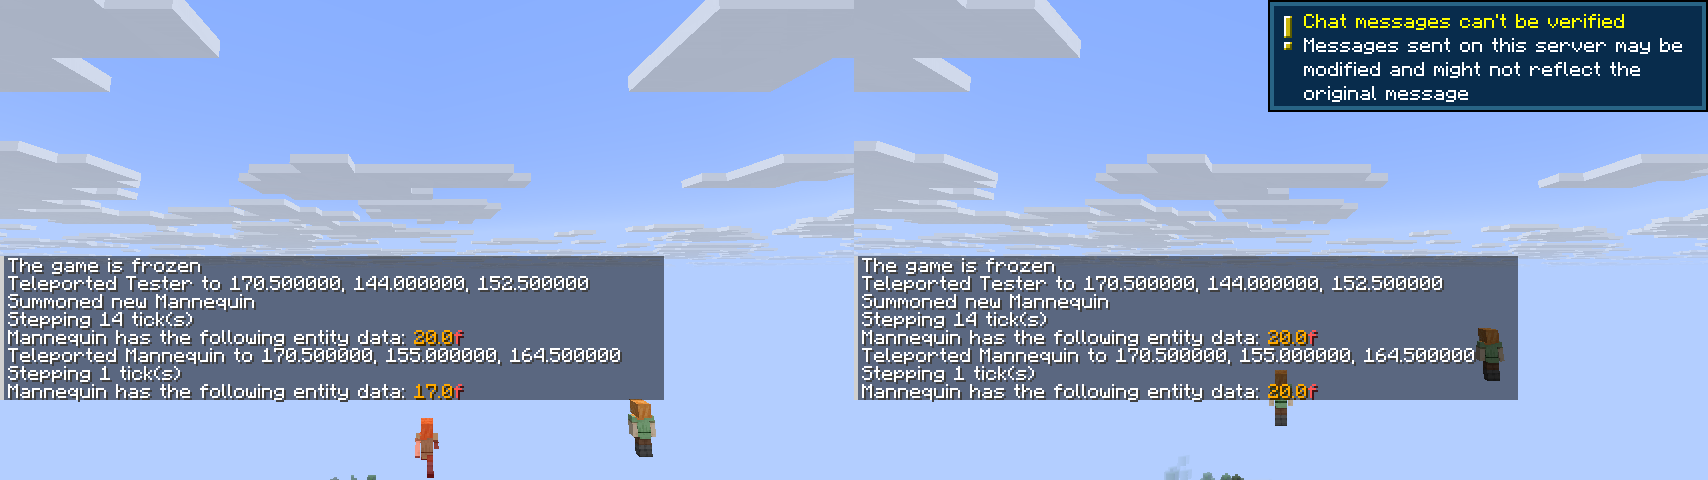 The game is frozen
Teleported Tester to 170.500000, 144.000000, 152.500000
Summoned new Mannequin
Stepping 14 tick(s)
Mannequin has the following entity data: 20.0f
Teleported Mannequin to 170.500000, 155.000000, 164.500000
Stepping 1 tick(s)
Mannequin has the following entity data: 17.0f
Chat messages can't be verified
Messages sent on this server may be
modified and might not reflect the
original message
The game is frozen
Teleported Tester to 170.500000, 144.000000, 152.500000
Summoned new Mannequin
Stepping 14 tick(s)
Mannequin has the following entity data: 20.0f
Teleported Mannequin to 170.500000, 155.000000, 164.500000
Stepping 1 tick(s)
Mannequin has the following entity data: 20.0f